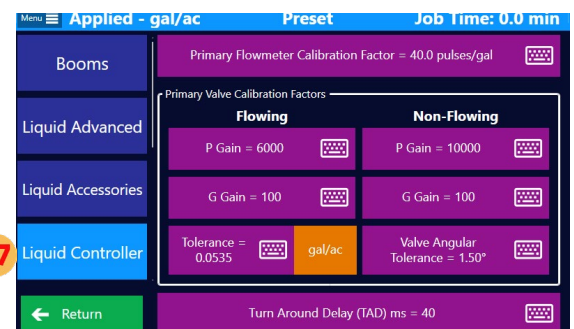 Menu Applied - gal/ac Preset Job Time: 0.0 min
Booms
Primary Flowmeter Calibration Factor = 40.0 pulses/gal
Primary Valve Calibration Factors
Flowing Non-Flowing
Liquid Advanced
P Gain = 6000 P Gain = 10000
Liquid Accessories
G Gain = 100 G Gain = 100
7 Liquid Controller
Tolerance =
0.0535
gal/ac
Valve Angular
Tolerance = 1.50°
Return
Turn Around Delay (TAD) ms = 40